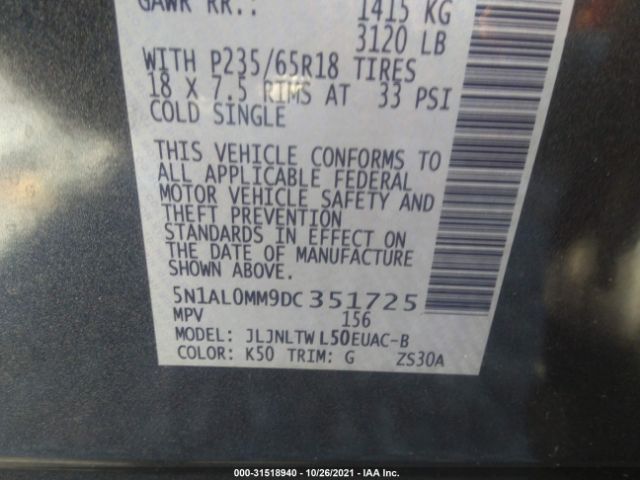 GAWR RR.: 1415 KG
3120 LB
WITH P235/65R18 TIRES
18 X 7.5 RIMS AT 33 PSI
COLD SINGLE
THIS VEHICLE CONFORMS TO
ALL APPLICABLE FEDERAL
MOTOR VEHICLE SAFETY AND
THEFT PREVENTION
STANDARDS IN EFFECT ON
THE DATE OF MANUFACTURE
SHOWN ABOVE.
5N1AL0MM9DC351725
MPV 156
MODEL: JLJNLTWL50EUAC-B
COLOR: K50 TRIM: G ZS30A
000-31518940 - 10/26/2021 - IAA Inc.